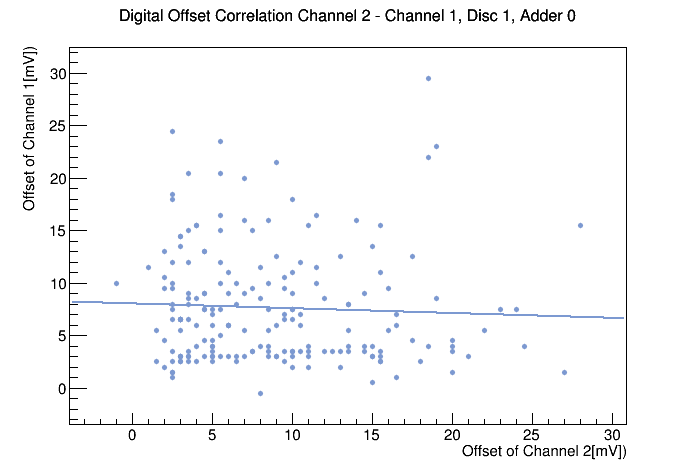 Digital Offset Correlation Channel 2 - Channel 1, Disc 1, Adder 0
Offset of Channel 1[mV])
30
25
20
15
10
5
0
0 5 10 15 20 25 30
Offset of Channel 2[mV])